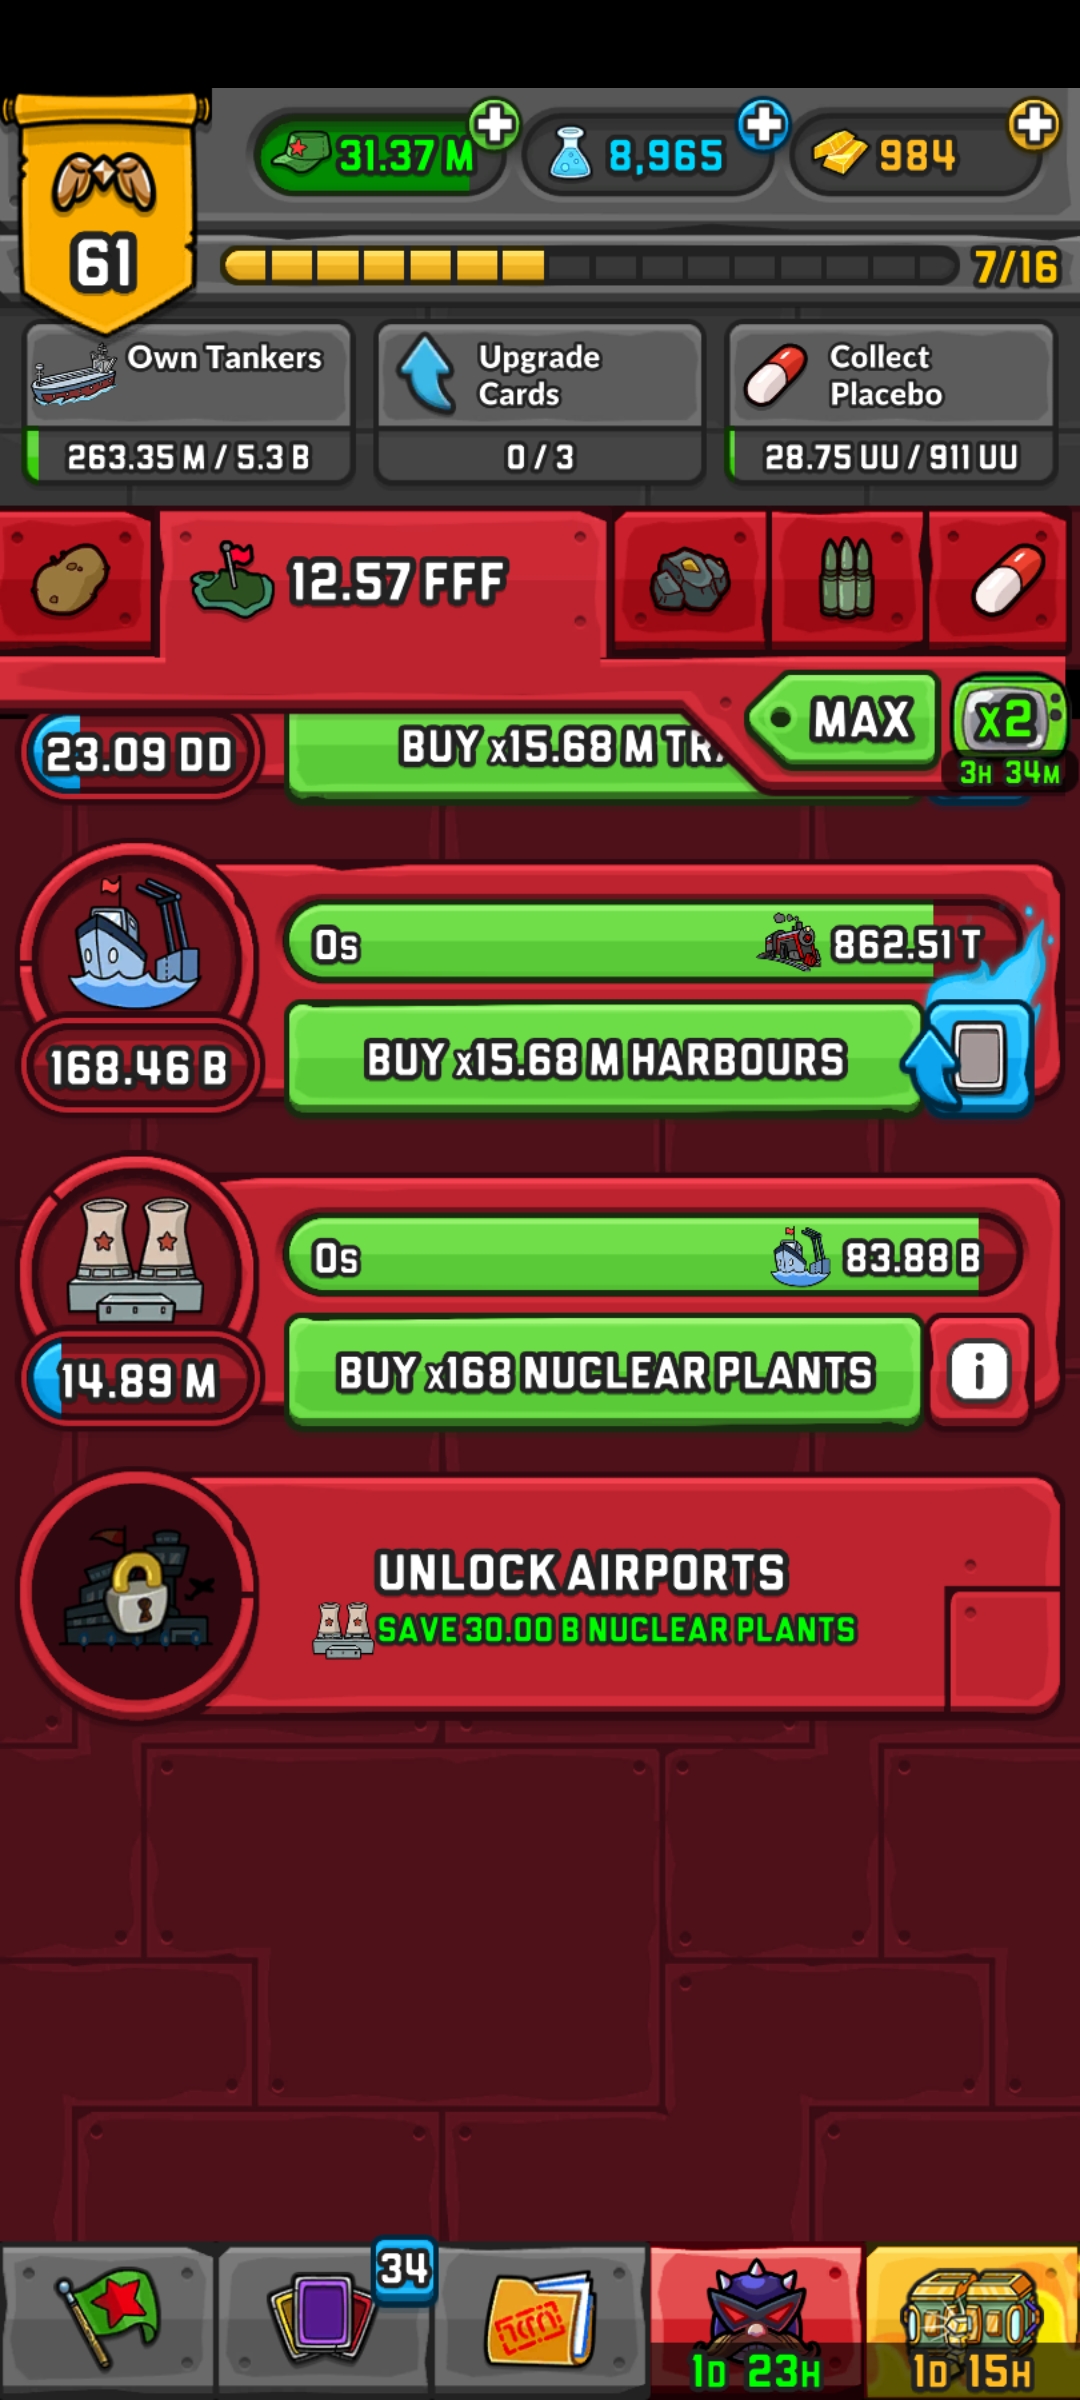 31.37 M
8,965
984
61
7/16
Own Tankers
263.35 M / 5.3 B
Upgrade
Cards
0 / 3
Collect
Placebo
28.75 UU / 911 UU
12.57 FFF
MAX
x2
3H 34M
23.09 DD
BUY x15.68 M TR
0s
862.51 T
168.46 B
BUY x15.68 M HARBOURS
0s
83.88 B
14.89 M
BUY x168 NUCLEAR PLANTS
i
UNLOCK AIRPORTS
SAVE 30.00 B NUCLEAR PLANTS
34
1D 23H
1D 15H